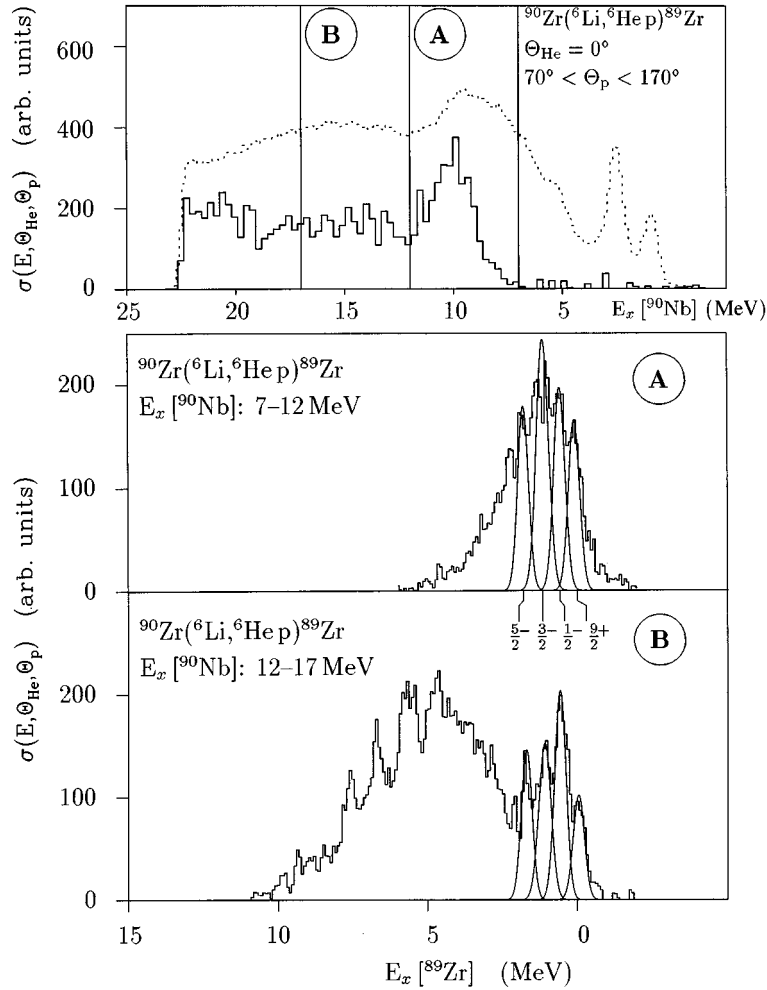 ⁹⁰Zr(⁶Li,⁶He p)⁸⁹Zr
Θ_He = 0°
70° < Θ_p < 170°
B
A
σ(E,Θ_He,Θ_p) (arb. units)
600
400
200
0
25
20
15
10
5
E_x [⁹⁰Nb] (MeV)
⁹⁰Zr(⁶Li,⁶He p)⁸⁹Zr
E_x [⁹⁰Nb]: 7–12 MeV
A
200
100
0
σ(E,Θ_He,Θ_p) (arb. units)
5/2− 3/2− 1/2− 9/2+
⁹⁰Zr(⁶Li,⁶He p)⁸⁹Zr
E_x [⁹⁰Nb]: 12–17 MeV
B
200
100
0
15
10
5
0
E_x [⁸⁹Zr] (MeV)